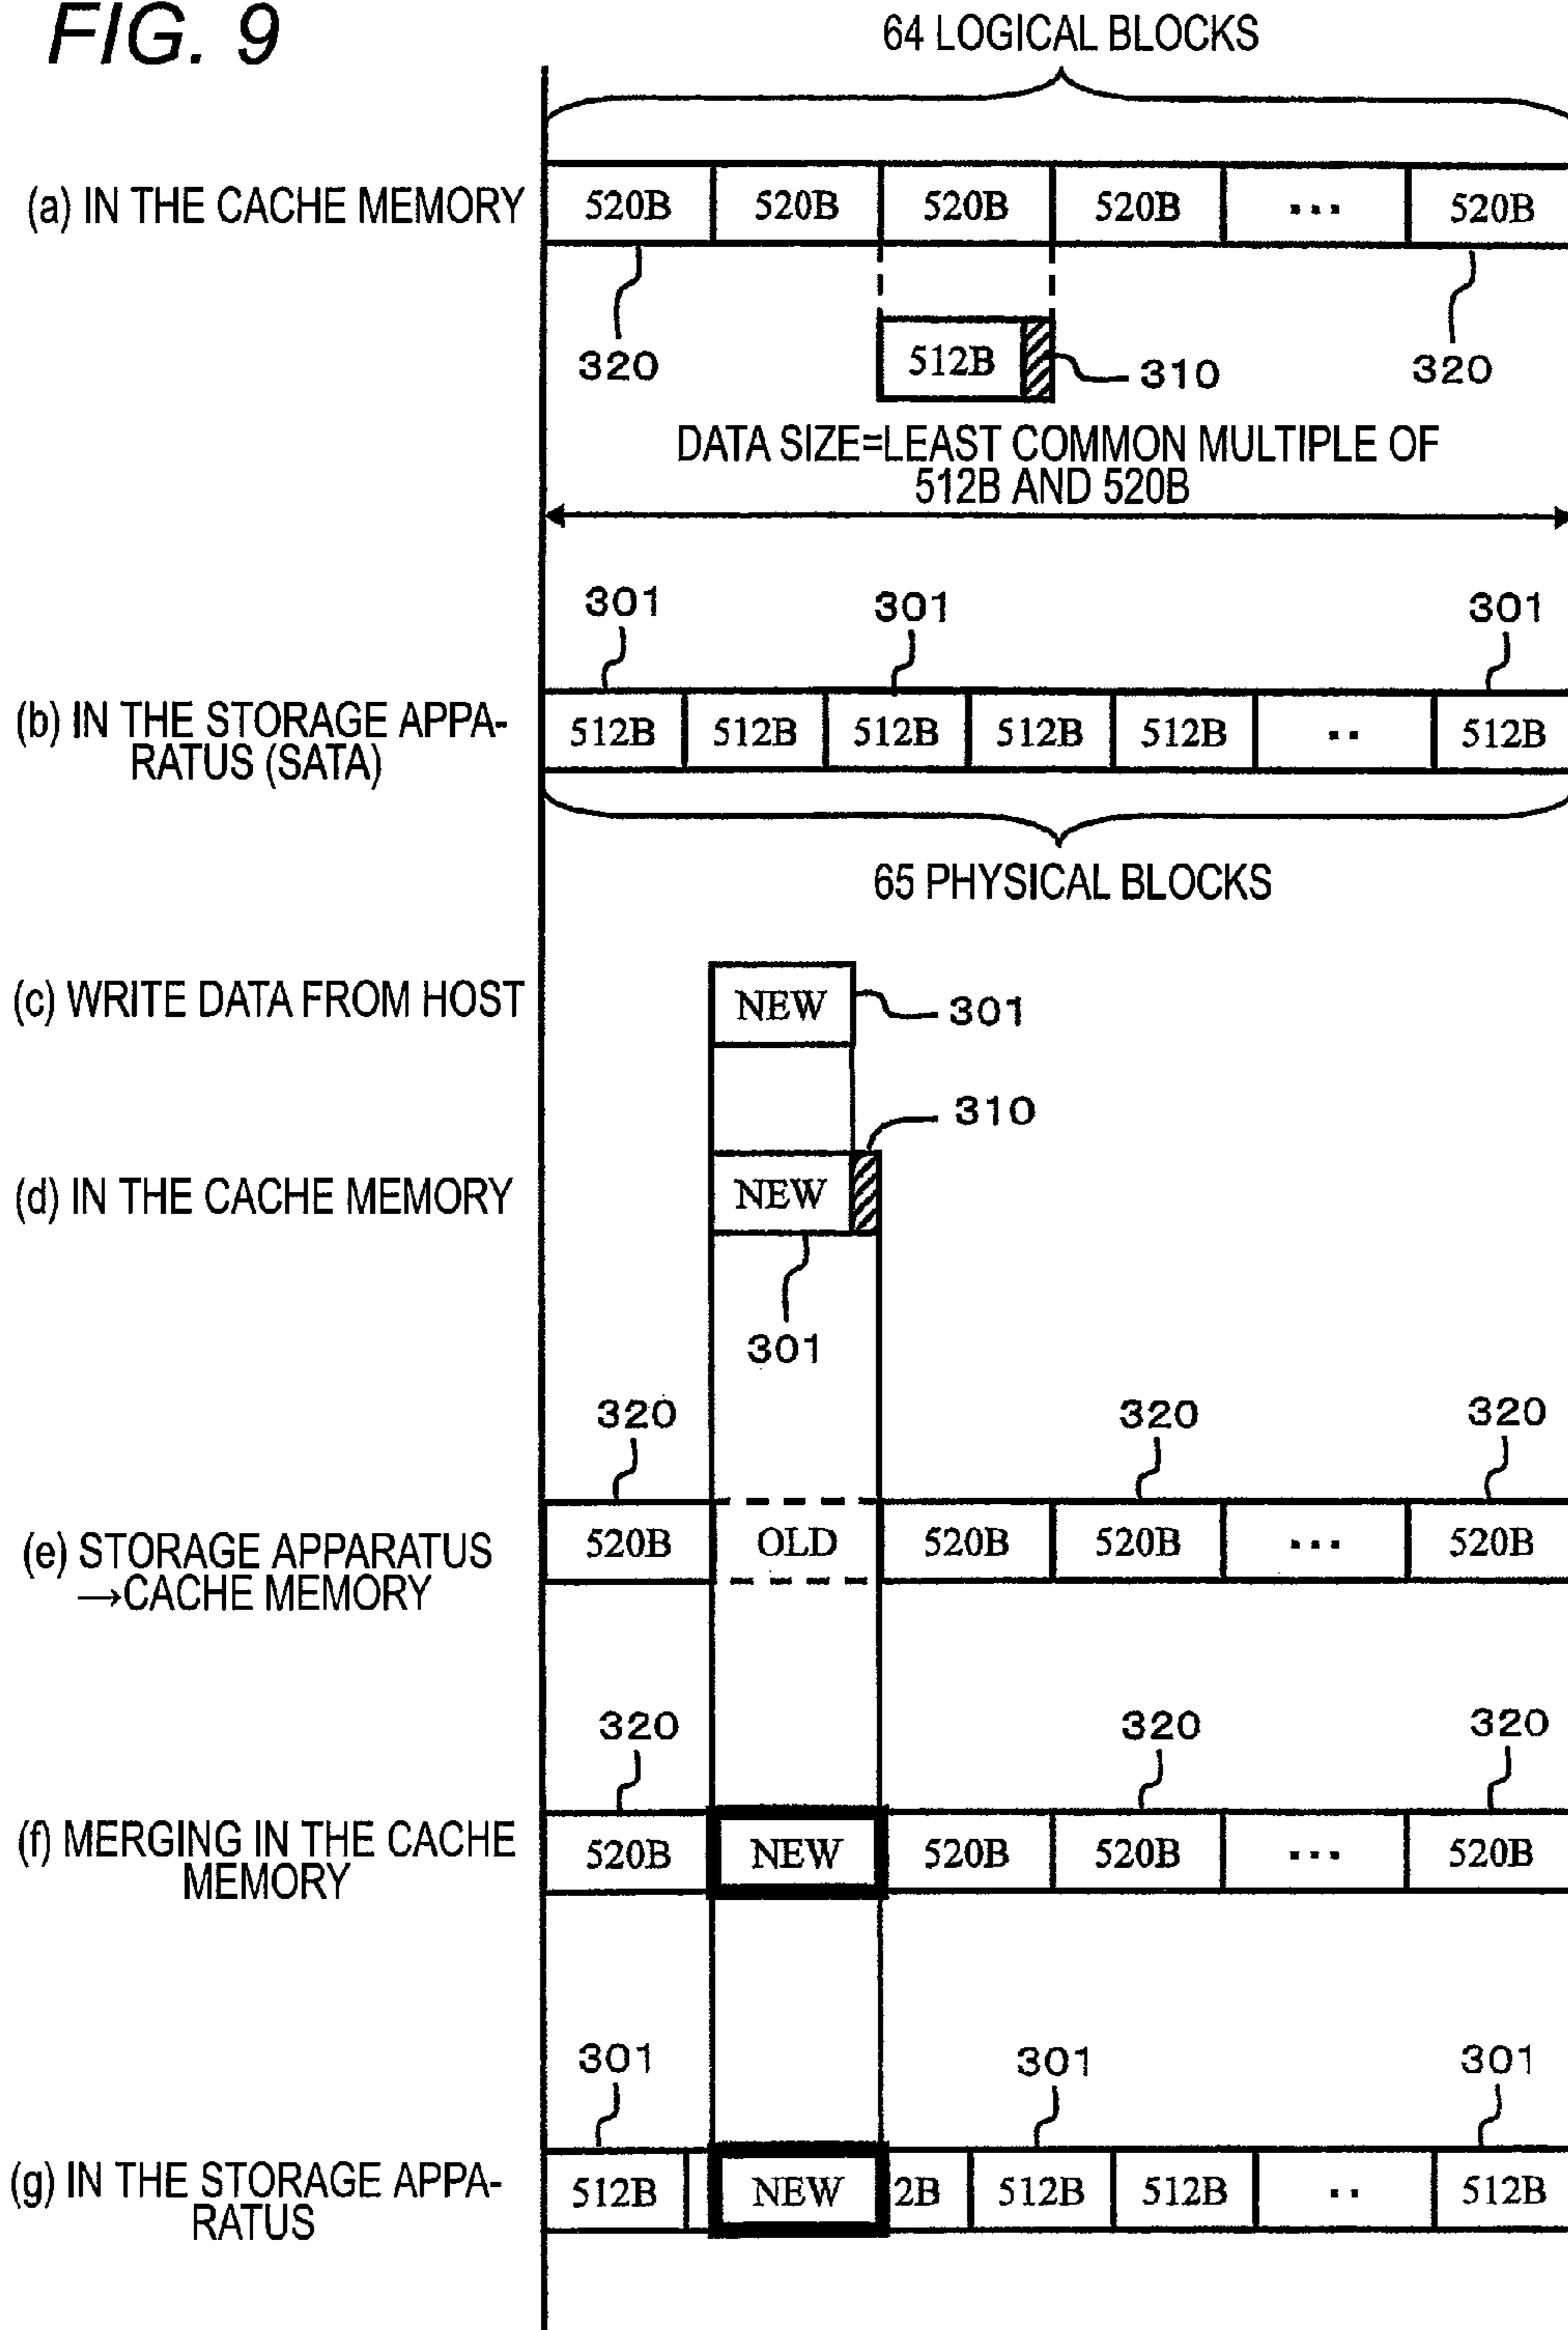 FIG. 9
64 LOGICAL BLOCKS
(a) IN THE CACHE MEMORY
520B 520B 520B 520B ... 520B
320 512B 310 320
DATA SIZE=LEAST COMMON MULTIPLE OF
512B AND 520B
301 301 301
(b) IN THE STORAGE APPA-
RATUS (SATA)
512B 512B 512B 512B 512B .. 512B
65 PHYSICAL BLOCKS
(c) WRITE DATA FROM HOST
NEW 301
310
(d) IN THE CACHE MEMORY
NEW
301
320 320 320
(e) STORAGE APPARATUS
→CACHE MEMORY
520B OLD 520B 520B ... 520B
320 320 320
(f) MERGING IN THE CACHE
MEMORY
520B NEW 520B 520B ... 520B
301 301 301
(g) IN THE STORAGE APPA-
RATUS
512B NEW 2B 512B 512B .. 512B